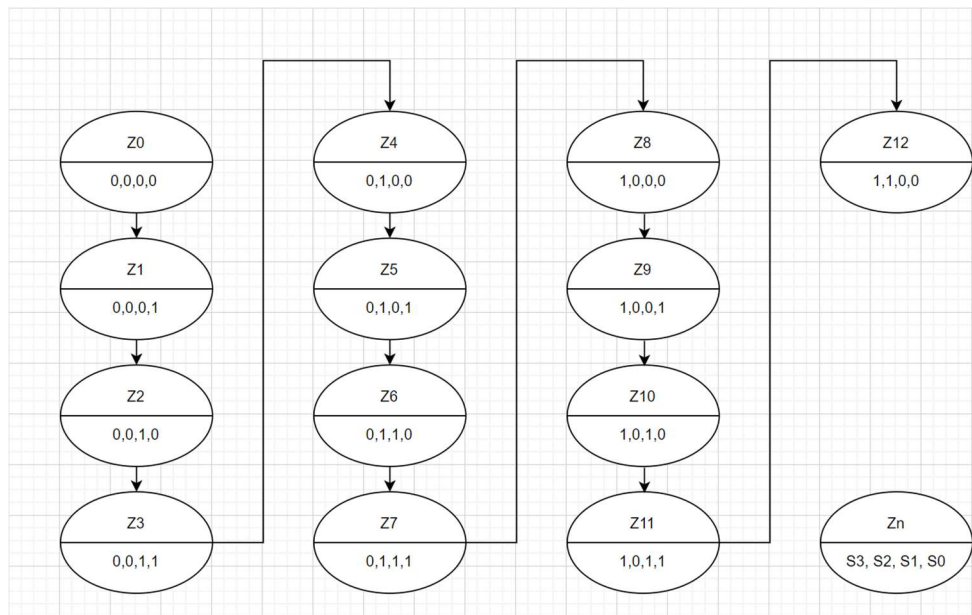 Z0
0,0,0,0
Z1
0,0,0,1
Z2
0,0,1,0
Z3
0,0,1,1
Z4
0,1,0,0
Z5
0,1,0,1
Z6
0,1,1,0
Z7
0,1,1,1
Z8
1,0,0,0
Z9
1,0,0,1
Z10
1,0,1,0
Z11
1,0,1,1
Z12
1,1,0,0
Zn
S3, S2, S1, S0